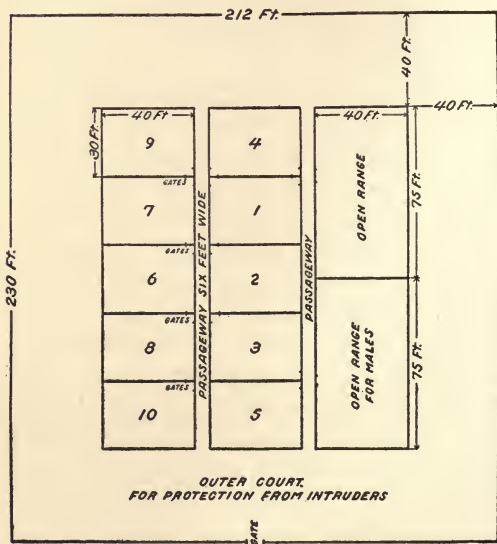 212 Ft.
40 Ft.
40 Ft.
40 Ft.
40 Ft.
30 Ft.
9
4
GATES
7
1
OPEN RANGE
75 Ft.
GATES
230 Ft.
6
2
PASSAGEWAY SIX FEET WIDE
PASSAGEWAY
GATES
8
3
OPEN RANGE
FOR MALES
75 Ft.
GATES
10
5
OUTER COURT.
FOR PROTECTION FROM INTRUDERS
GATE